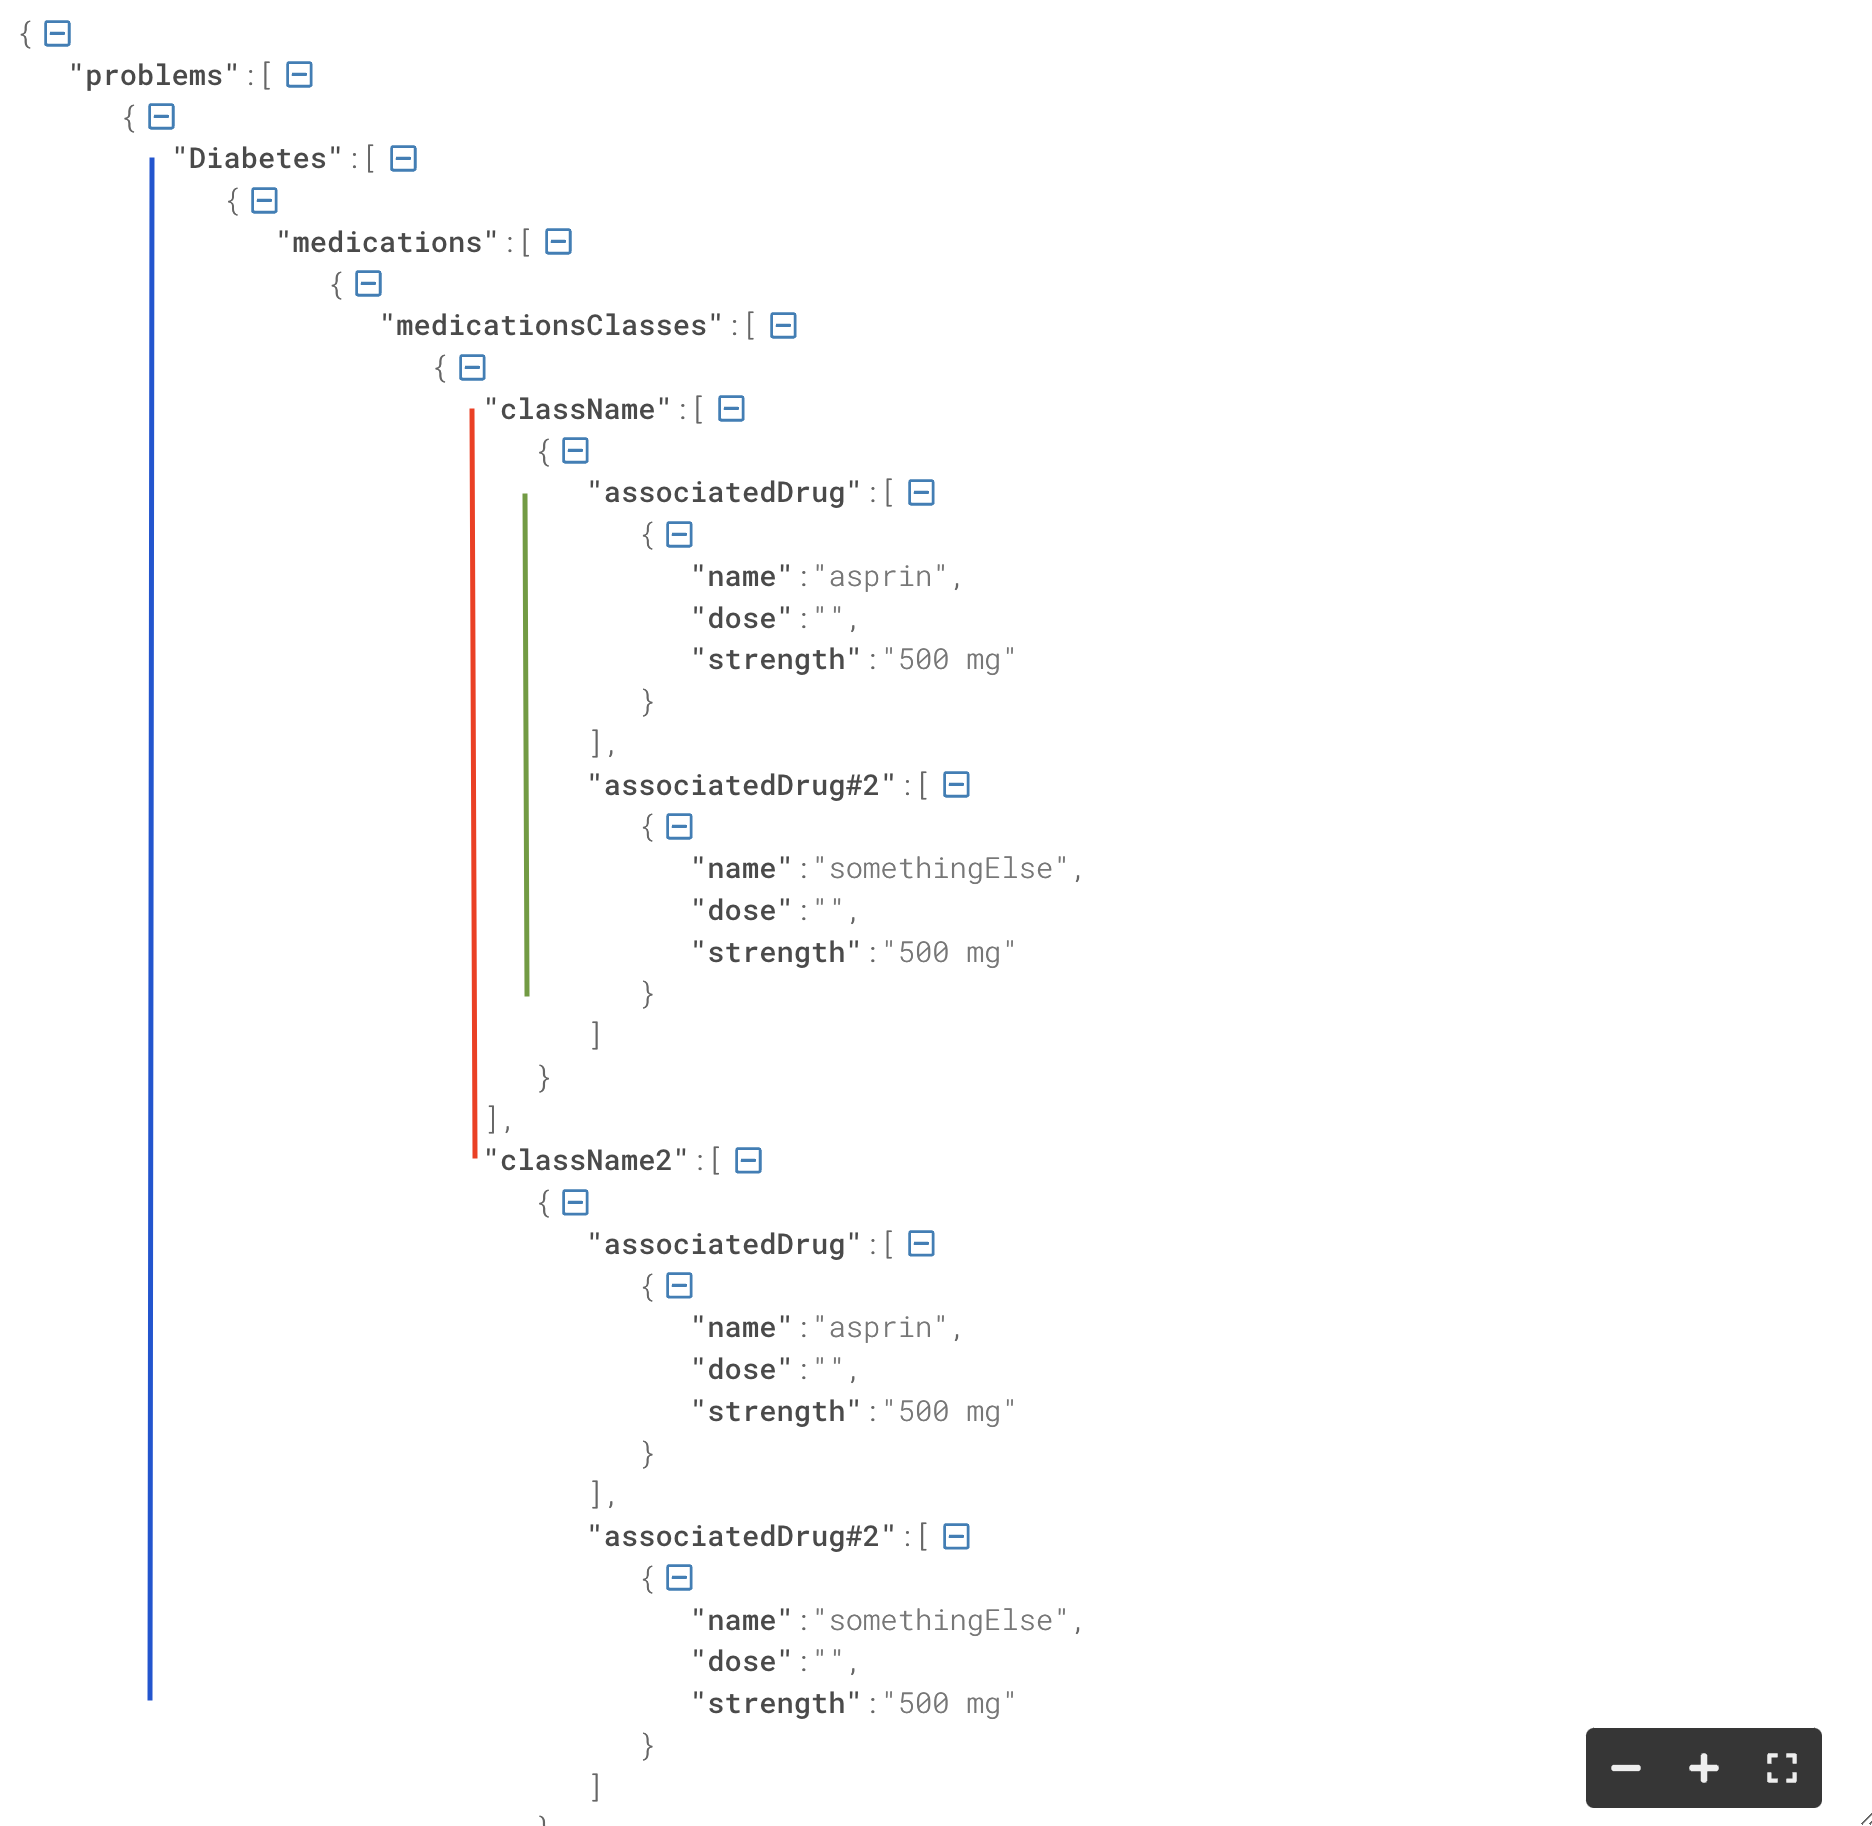 {
"problems":[
{
"Diabetes":[
{
"medications":[
{
"medicationsClasses":[
{
"className":[
{
"associatedDrug":[
{
"name":"asprin",
"dose":"",
"strength":"500 mg"
}
],
"associatedDrug#2":[
{
"name":"somethingElse",
"dose":"",
"strength":"500 mg"
}
]
}
],
"className2":[
{
"associatedDrug":[
{
"name":"asprin",
"dose":"",
"strength":"500 mg"
}
],
"associatedDrug#2":[
{
"name":"somethingElse",
"dose":"",
"strength":"500 mg"
}
]
}